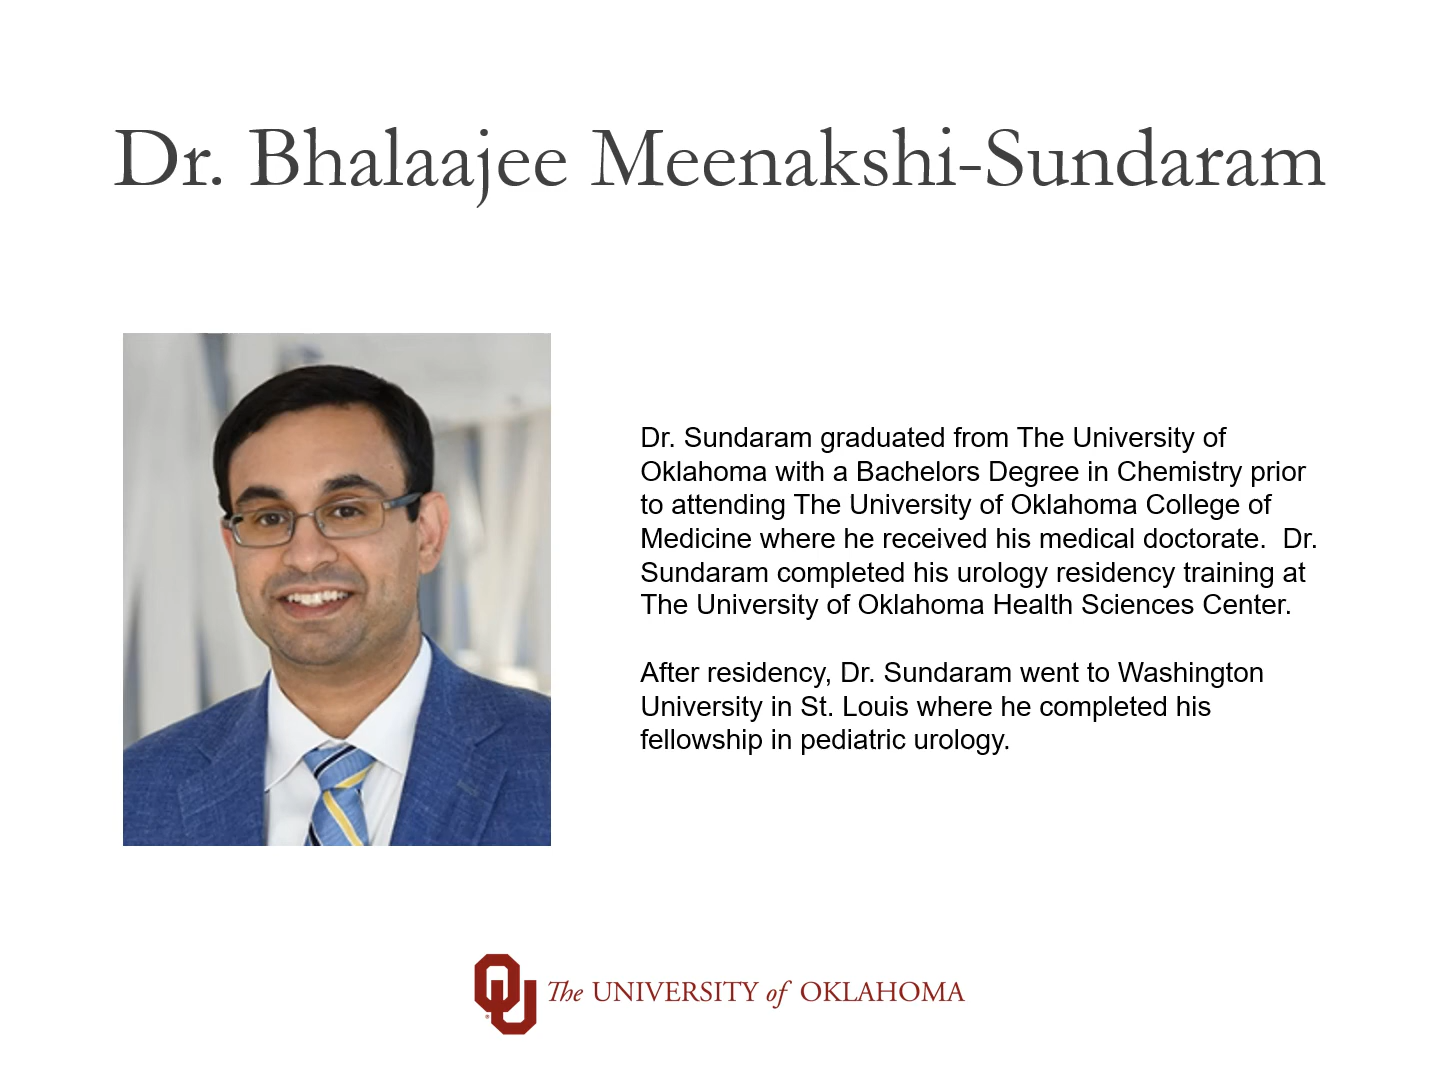 Dr. Bhalaajee Meenakshi-Sundaram
Dr. Sundaram graduated from The University of
Oklahoma with a Bachelors Degree in Chemistry prior
to attending The University of Oklahoma College of
Medicine where he received his medical doctorate.  Dr.
Sundaram completed his urology residency training at
The University of Oklahoma Health Sciences Center.
After residency, Dr. Sundaram went to Washington
University in St. Louis where he completed his
fellowship in pediatric urology.
OU The UNIVERSITY of OKLAHOMA